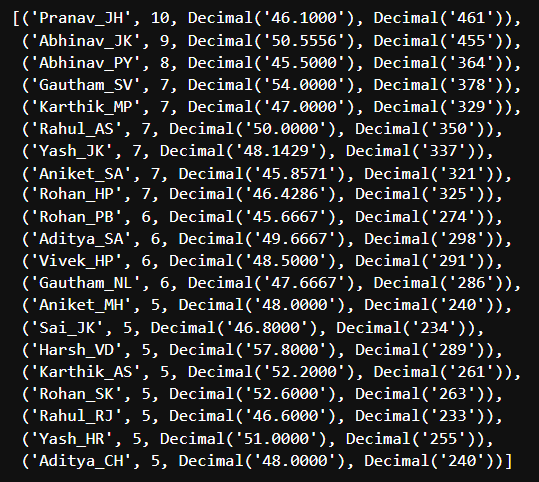 [('Pranav_JH', 10, Decimal('46.1000'), Decimal('461')),
('Abhinav_JK', 9, Decimal('50.5556'), Decimal('455')),
('Abhinav_PY', 8, Decimal('45.5000'), Decimal('364')),
('Gautham_SV', 7, Decimal('54.0000'), Decimal('378')),
('Karthik_MP', 7, Decimal('47.0000'), Decimal('329')),
('Rahul_AS', 7, Decimal('50.0000'), Decimal('350')),
('Yash_JK', 7, Decimal('48.1429'), Decimal('337')),
('Aniket_SA', 7, Decimal('45.8571'), Decimal('321')),
('Rohan_HP', 7, Decimal('46.4286'), Decimal('325')),
('Rohan_PB', 6, Decimal('45.6667'), Decimal('274')),
('Aditya_SA', 6, Decimal('49.6667'), Decimal('298')),
('Vivek_HP', 6, Decimal('48.5000'), Decimal('291')),
('Gautham_NL', 6, Decimal('47.6667'), Decimal('286')),
('Aniket_MH', 5, Decimal('48.0000'), Decimal('240')),
('Sai_JK', 5, Decimal('46.8000'), Decimal('234')),
('Harsh_VD', 5, Decimal('57.8000'), Decimal('289')),
('Karthik_AS', 5, Decimal('52.2000'), Decimal('261')),
('Rohan_SK', 5, Decimal('52.6000'), Decimal('263')),
('Rahul_RJ', 5, Decimal('46.6000'), Decimal('233')),
('Yash_HR', 5, Decimal('51.0000'), Decimal('255')),
('Aditya_CH', 5, Decimal('48.0000'), Decimal('240'))]